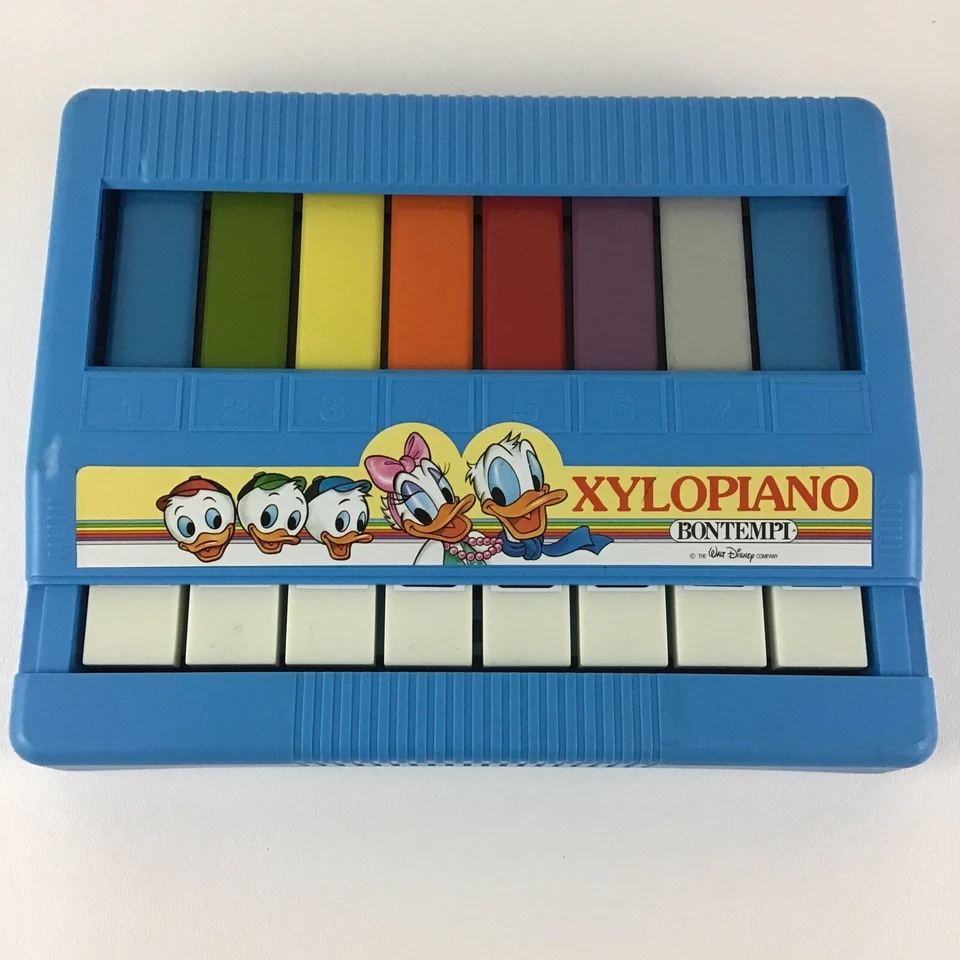 1 2 3 4 5 6 7 1
XYLOPIANO
BONTEMPI
© THE Walt Disney COMPANY